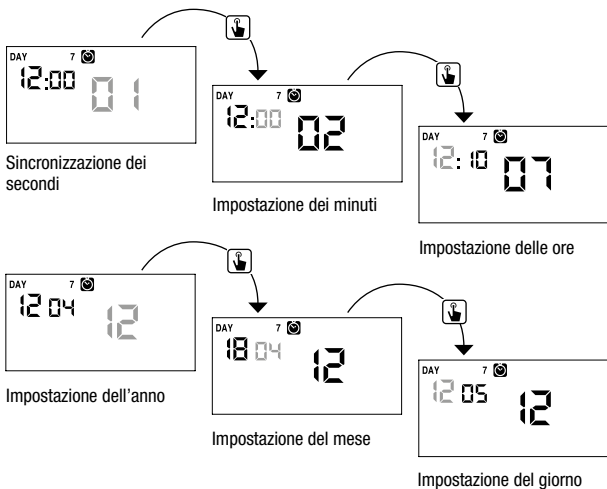 DAY 7
12:00 01
Sincronizzazione dei
secondi
DAY 7
12:00 02
Impostazione dei minuti
DAY 7
12:10 07
Impostazione delle ore
DAY 7
12 04 12
Impostazione dell'anno
DAY 7
18 04 12
Impostazione del mese
DAY 7
12 05 12
Impostazione del giorno